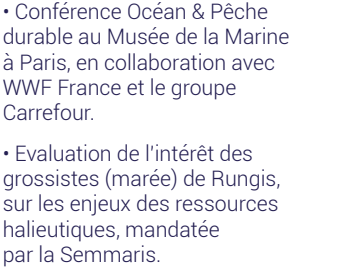 • Conférence Océan & Pêche
durable au Musée de la Marine
à Paris, en collaboration avec
WWF France et le groupe
Carrefour.
• Evaluation de l'intérêt des
grossistes (marée) de Rungis,
sur les enjeux des ressources
halieutiques, mandatée
par la Semmaris.